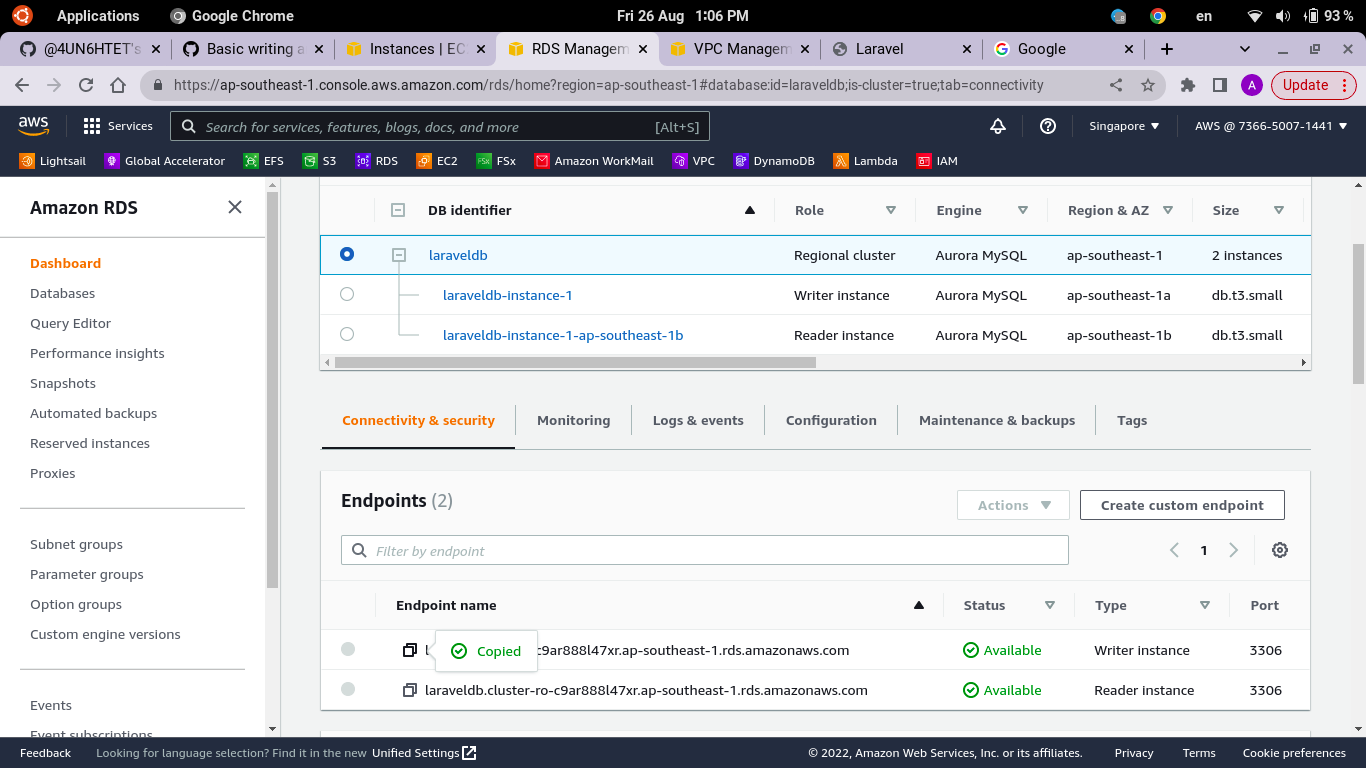 Applications Google Chrome Fri 26 Aug 1:06 PM en 93 %
@4UN6HTET's Basic writing a Instances | EC RDS Managem VPC Managem Laravel Google
https://ap-southeast-1.console.aws.amazon.com/rds/home?region=ap-southeast-1#database:id=laraveldb;is-cluster=true;tab=connectivity A Update
aws Services Search for services, features, blogs, docs, and more [Alt+S] Singapore AWS @ 7366-5007-1441
Lightsail Global Accelerator EFS S3 RDS EC2 FSx Amazon WorkMail VPC DynamoDB Lambda IAM
Amazon RDS
Dashboard
Databases
Query Editor
Performance insights
Snapshots
Automated backups
Reserved instances
Proxies
Subnet groups
Parameter groups
Option groups
Custom engine versions
Events
Event subscriptions
DB identifier Role Engine Region & AZ Size
laraveldb Regional cluster Aurora MySQL ap-southeast-1 2 instances
laraveldb-instance-1 Writer instance Aurora MySQL ap-southeast-1a db.t3.small
laraveldb-instance-1-ap-southeast-1b Reader instance Aurora MySQL ap-southeast-1b db.t3.small
Connectivity & security Monitoring Logs & events Configuration Maintenance & backups Tags
Endpoints (2)
Actions Create custom endpoint
Filter by endpoint 1
Endpoint name Status Type Port
Copied -c9ar888l47xr.ap-southeast-1.rds.amazonaws.com Available Writer instance 3306
laraveldb.cluster-ro-c9ar888l47xr.ap-southeast-1.rds.amazonaws.com Available Reader instance 3306
Feedback Looking for language selection? Find it in the new Unified Settings © 2022, Amazon Web Services, Inc. or its affiliates. Privacy Terms Cookie preferences